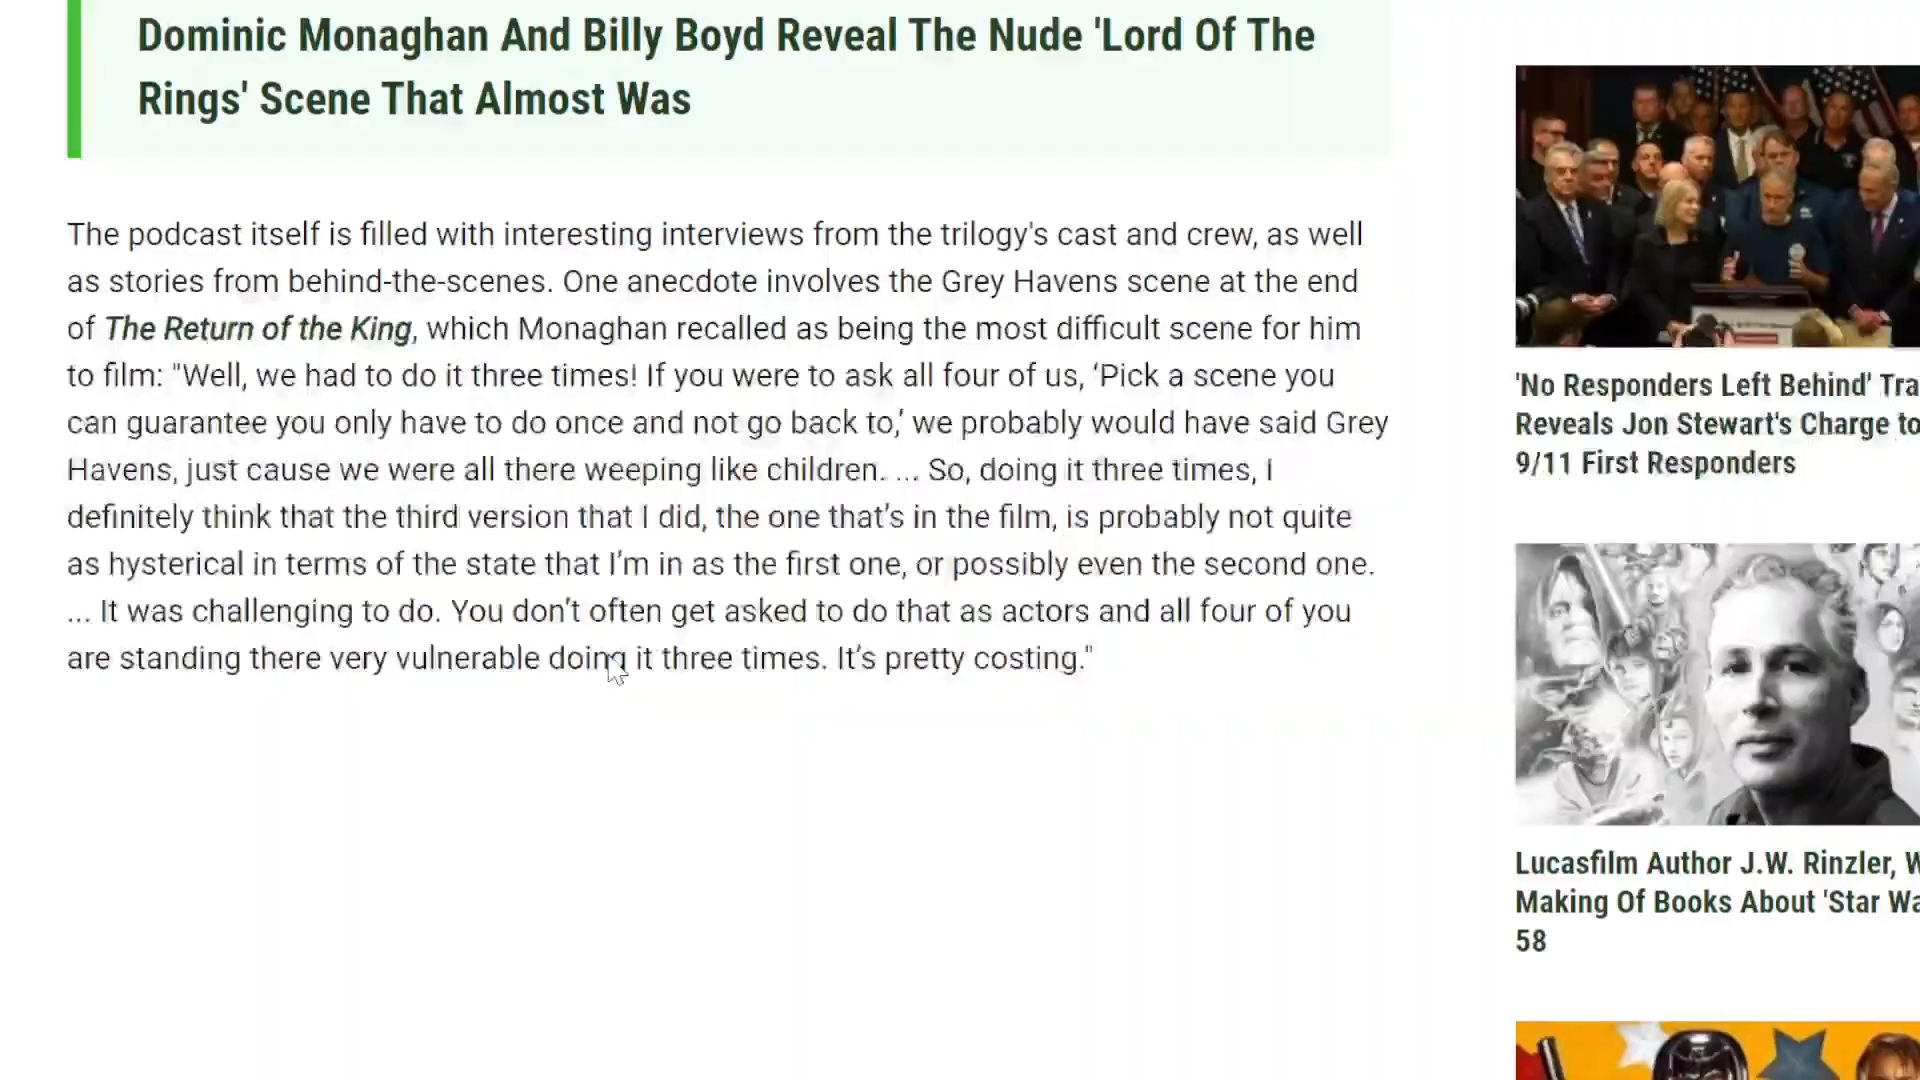 Dominic Monaghan And Billy Boyd Reveal The Nude 'Lord Of The
Rings' Scene That Almost Was
The podcast itself is filled with interesting interviews from the trilogy's cast and crew, as well
as stories from behind-the-scenes. One anecdote involves the Grey Havens scene at the end
of The Return of the King, which Monaghan recalled as being the most difficult scene for him
to film: "Well, we had to do it three times! If you were to ask all four of us, ‘Pick a scene you
can guarantee you only have to do once and not go back to,’ we probably would have said Grey
Havens, just cause we were all there weeping like children. ... So, doing it three times, I
definitely think that the third version that I did, the one that’s in the film, is probably not quite
as hysterical in terms of the state that I’m in as the first one, or possibly even the second one.
... It was challenging to do. You don’t often get asked to do that as actors and all four of you
are standing there very vulnerable doing it three times. It’s pretty costing."
'No Responders Left Behind' Tra
Reveals Jon Stewart's Charge to
9/11 First Responders
Lucasfilm Author J.W. Rinzler, W
Making Of Books About 'Star Wa
58